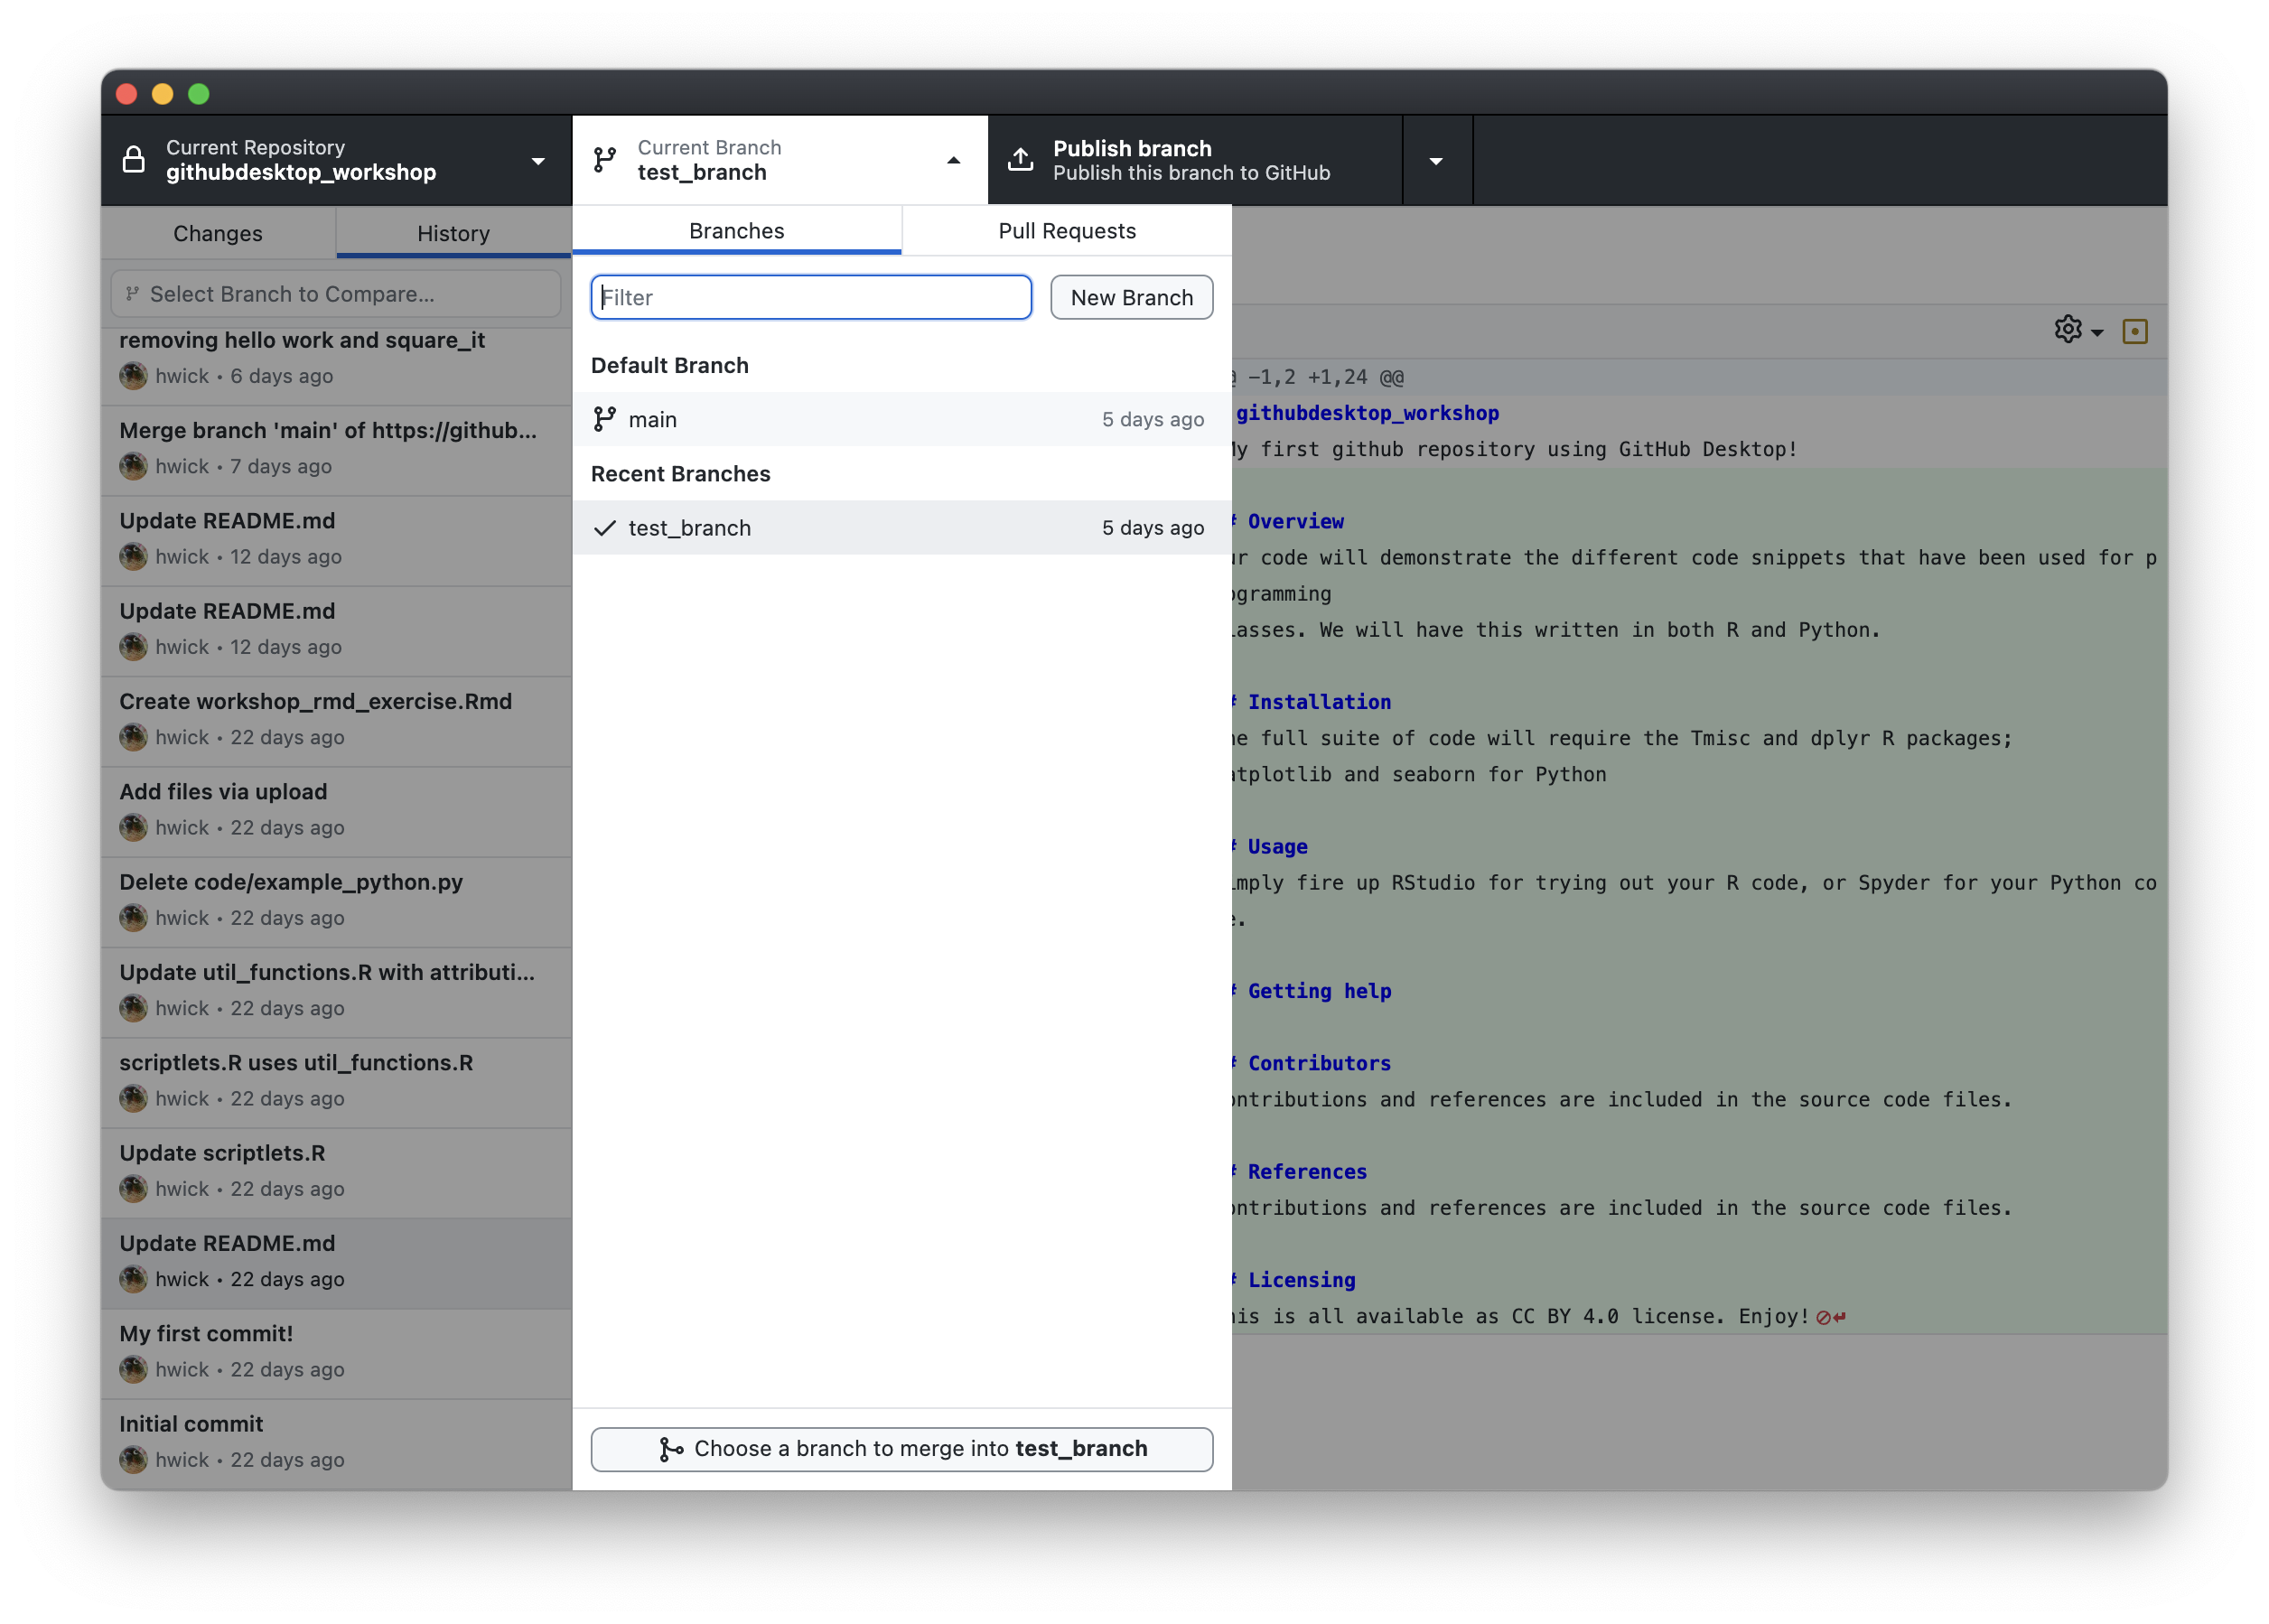 Current Repository
githubdesktop_workshop
Current Branch
test_branch
Publish branch
Publish this branch to GitHub
Changes
History
Select Branch to Compare...
removing hello work and square_it
hwick • 6 days ago
Merge branch 'main' of https://github...
hwick • 7 days ago
Update README.md
hwick • 12 days ago
Update README.md
hwick • 12 days ago
Create workshop_rmd_exercise.Rmd
hwick • 22 days ago
Add files via upload
hwick • 22 days ago
Delete code/example_python.py
hwick • 22 days ago
Update util_functions.R with attributi...
hwick • 22 days ago
scriptlets.R uses util_functions.R
hwick • 22 days ago
Update scriptlets.R
hwick • 22 days ago
Update README.md
hwick • 22 days ago
My first commit!
hwick • 22 days ago
Initial commit
hwick • 22 days ago
Branches
Pull Requests
Filter
New Branch
Default Branch
main 5 days ago
Recent Branches
test_branch 5 days ago
Choose a branch to merge into test_branch
−1,2 +1,24 @@
githubdesktop_workshop
y first github repository using GitHub Desktop!
# Overview
ur code will demonstrate the different code snippets that have been used for p
ogramming
lasses. We will have this written in both R and Python.
# Installation
he full suite of code will require the Tmisc and dplyr R packages;
atplotlib and seaborn for Python
# Usage
imply fire up RStudio for trying out your R code, or Spyder for your Python co
e.
# Getting help
# Contributors
ontributions and references are included in the source code files.
# References
ontributions and references are included in the source code files.
# Licensing
his is all available as CC BY 4.0 license. Enjoy!